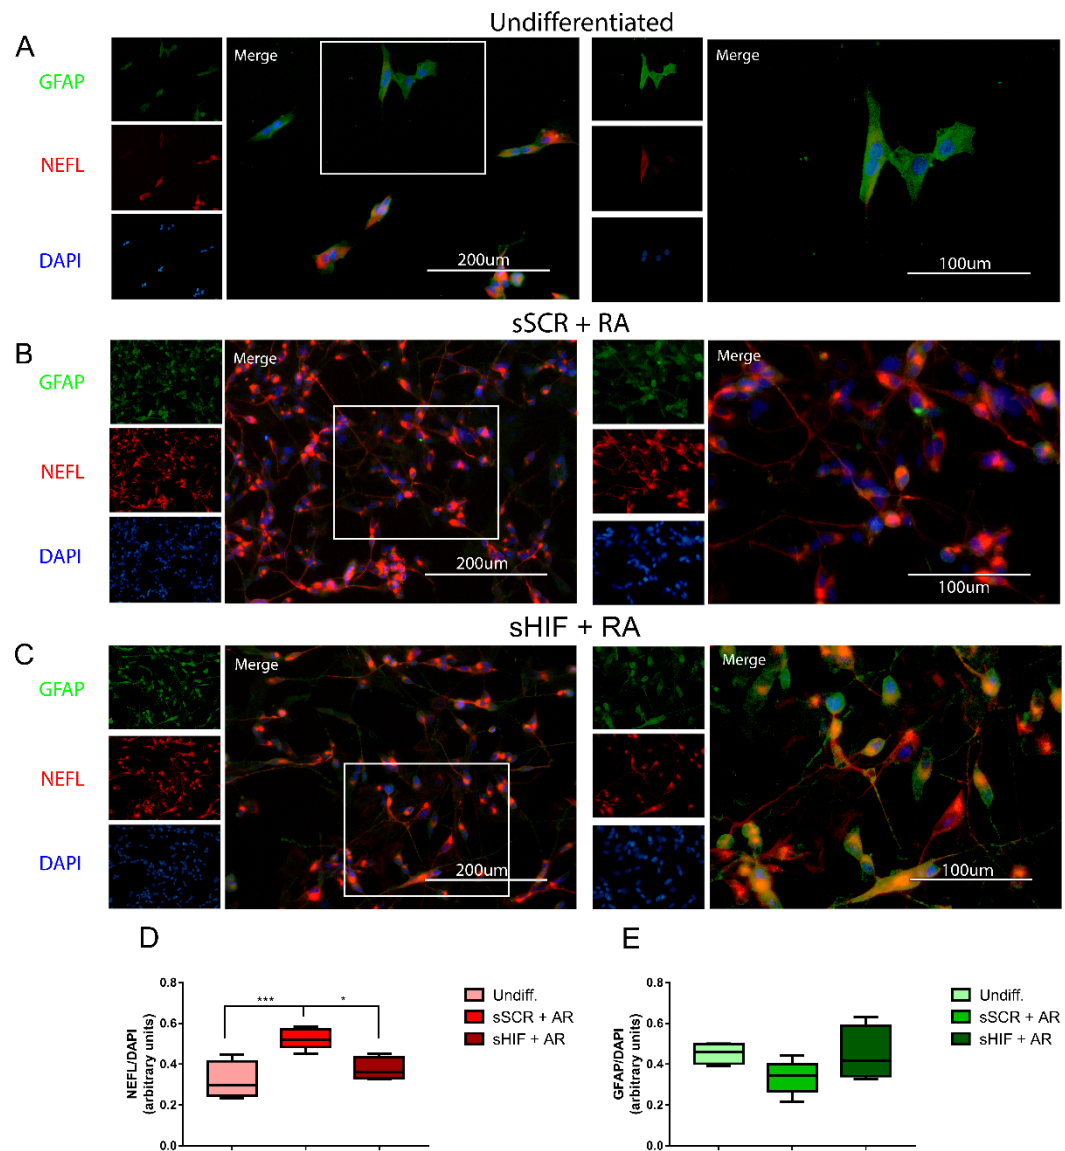 Undifferentiated
A
GFAP
NEFL
DAPI
Merge
200um
Merge
100um
sSCR + RA
B
GFAP
NEFL
DAPI
Merge
200um
Merge
100um
sHIF + RA
C
GFAP
NEFL
DAPI
Merge
200um
Merge
100um
D
NEFL/DAPI
(arbitrary units)
0.8
0.6
0.4
0.2
0.0
***
*
Undiff.
sSCR + AR
sHIF + AR
E
GFAP/DAPI
(arbitrary units)
0.8
0.6
0.4
0.2
0.0
Undiff.
sSCR + AR
sHIF + AR